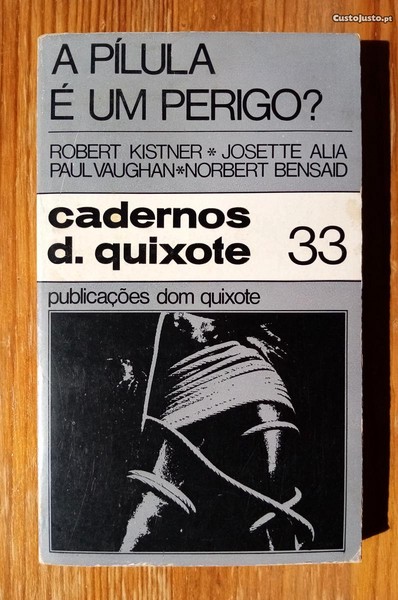 CustoJusto.pt
A PÍLULA
É UM PERIGO?
ROBERT KISTNER * JOSETTE ALIA
PAUL VAUGHAN*NORBERT BENSAID
cadernos
d. quixote 33
publicações dom quixote